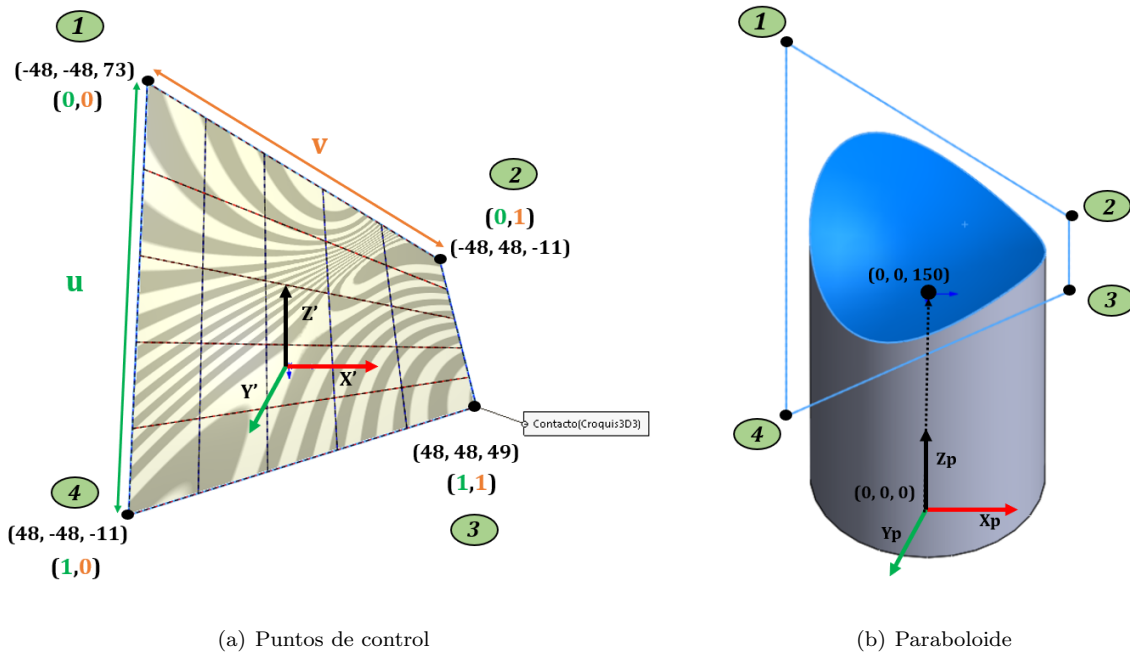 1
(-48, -48, 73)
(0,0)
v
2
(0,1)
(-48, 48, -11)
u
Z'
X'
Y'
Contacto(Croquis3D3)
(48, 48, 49)
(1,1)
3
4
(48, -48, -11)
(1,0)
(a) Puntos de control
1
2
3
(0, 0, 150)
4
Zp
(0, 0, 0)
Xp
Yp
(b) Paraboloide